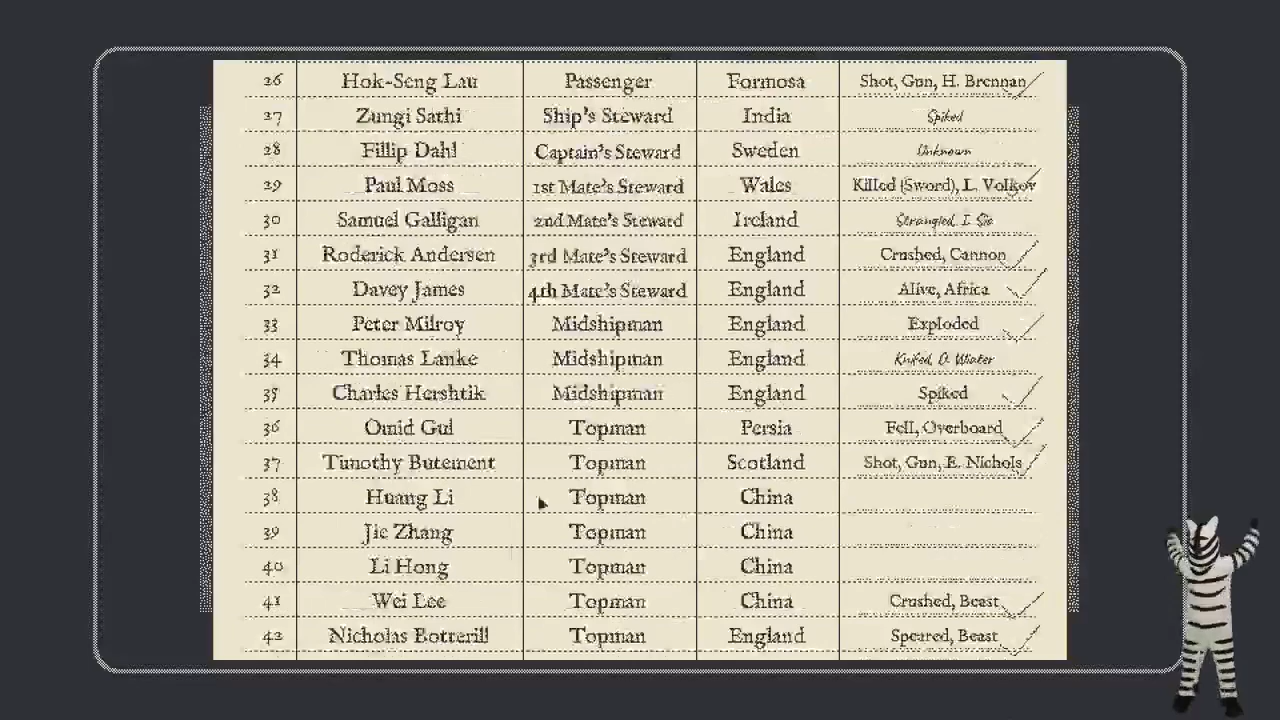 26 Hok-Seng Lau Passenger Formosa Shot, Gun, H. Brennan
27 Zungi Sathi Ship's Steward India Spiked
28 Fillip Dahl Captain's Steward Sweden Unknown
29 Paul Moss 1st Mate's Steward Wales Killed (Sword), L. Volkov
30 Samuel Galligan 2nd Mate's Steward Ireland Strangled, I. Sia
31 Roderick Andersen 3rd Mate's Steward England Crushed, Cannon
32 Davey James 4th Mate's Steward England Alive, Africa
33 Peter Milroy Midshipman England Exploded
34 Thomas Lanke Midshipman England Knifed, O. Wiater
35 Charles Hershtik Midshipman England Spiked
36 Omid Gul Topman Persia Fell, Overboard
37 Timothy Butement Topman Scotland Shot, Gun, E. Nichols
38 Huang Li Topman China
39 Jie Zhang Topman China
40 Li Hong Topman China
41 Wei Lee Topman China Crushed, Beast
42 Nicholas Botterill Topman England Speared, Beast